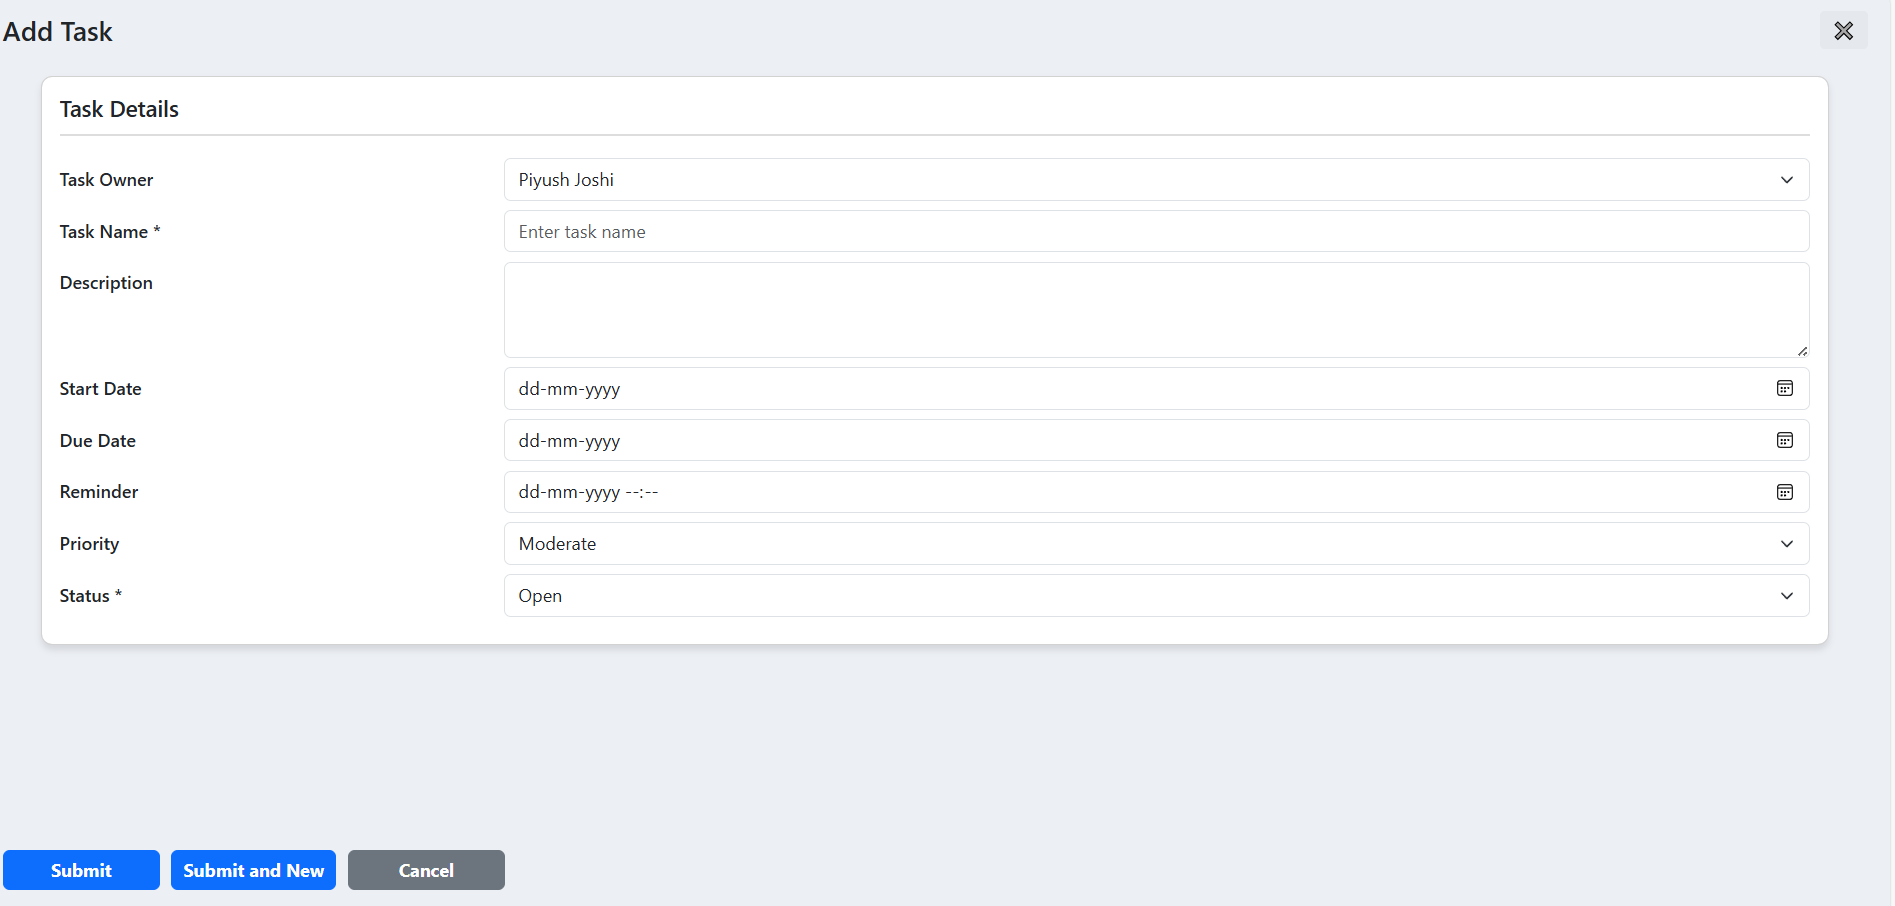 Add Task
Task Details
Task Owner Piyush Joshi
Task Name * Enter task name
Description
Start Date dd-mm-yyyy
Due Date dd-mm-yyyy
Reminder dd-mm-yyyy --:--
Priority Moderate
Status * Open
Submit Submit and New Cancel